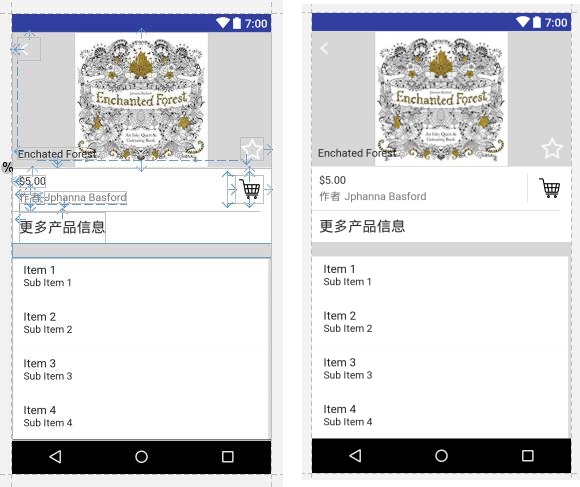 7:00
Johanna Basford
Enchanted Forest
An Inky Quest &
Colouring Book
Enchated Forest
%
$5.00
作者 Jphanna Basford
更多产品信息
Item 1
Sub Item 1
Item 2
Sub Item 2
Item 3
Sub Item 3
Item 4
Sub Item 4
7:00
Johanna Basford
Enchanted Forest
An Inky Quest &
Colouring Book
Enchated Forest
$5.00
作者 Jphanna Basford
更多产品信息
Item 1
Sub Item 1
Item 2
Sub Item 2
Item 3
Sub Item 3
Item 4
Sub Item 4